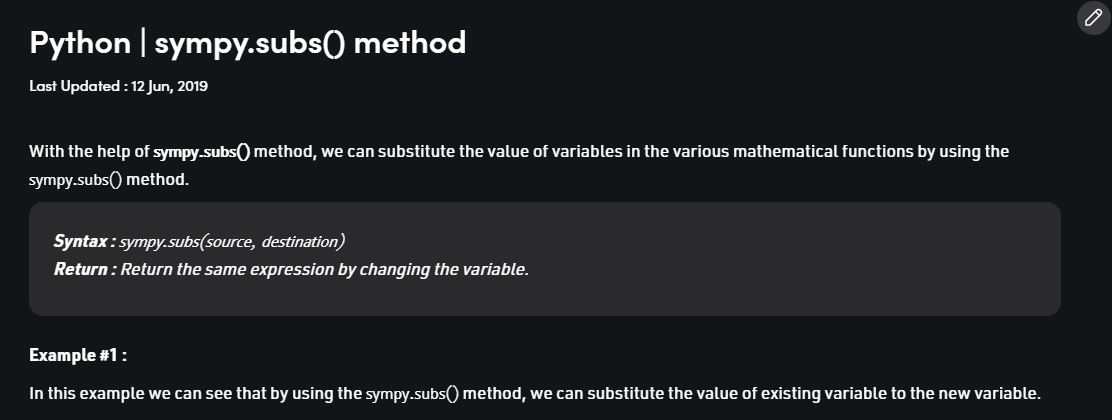 Python | sympy.subs() method
Last Updated : 12 Jun, 2019
With the help of sympy.subs() method, we can substitute the value of variables in the various mathematical functions by using the
sympy.subs() method.
Syntax : sympy.subs(source, destination)
Return : Return the same expression by changing the variable.
Example #1 :
In this example we can see that by using the sympy.subs() method, we can substitute the value of existing variable to the new variable.